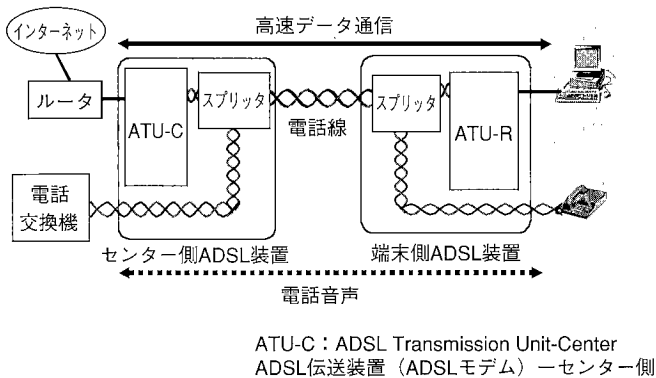 インターネット
高速データ通信
ルータ
ATU-C
スプリッタ
電話線
スプリッタ
ATU-R
電話
交換機
センター側ADSL装置
端末側ADSL装置
電話音声
ATU-C：ADSL Transmission Unit-Center
ADSL伝送装置（ADSLモデム）ーセンター側